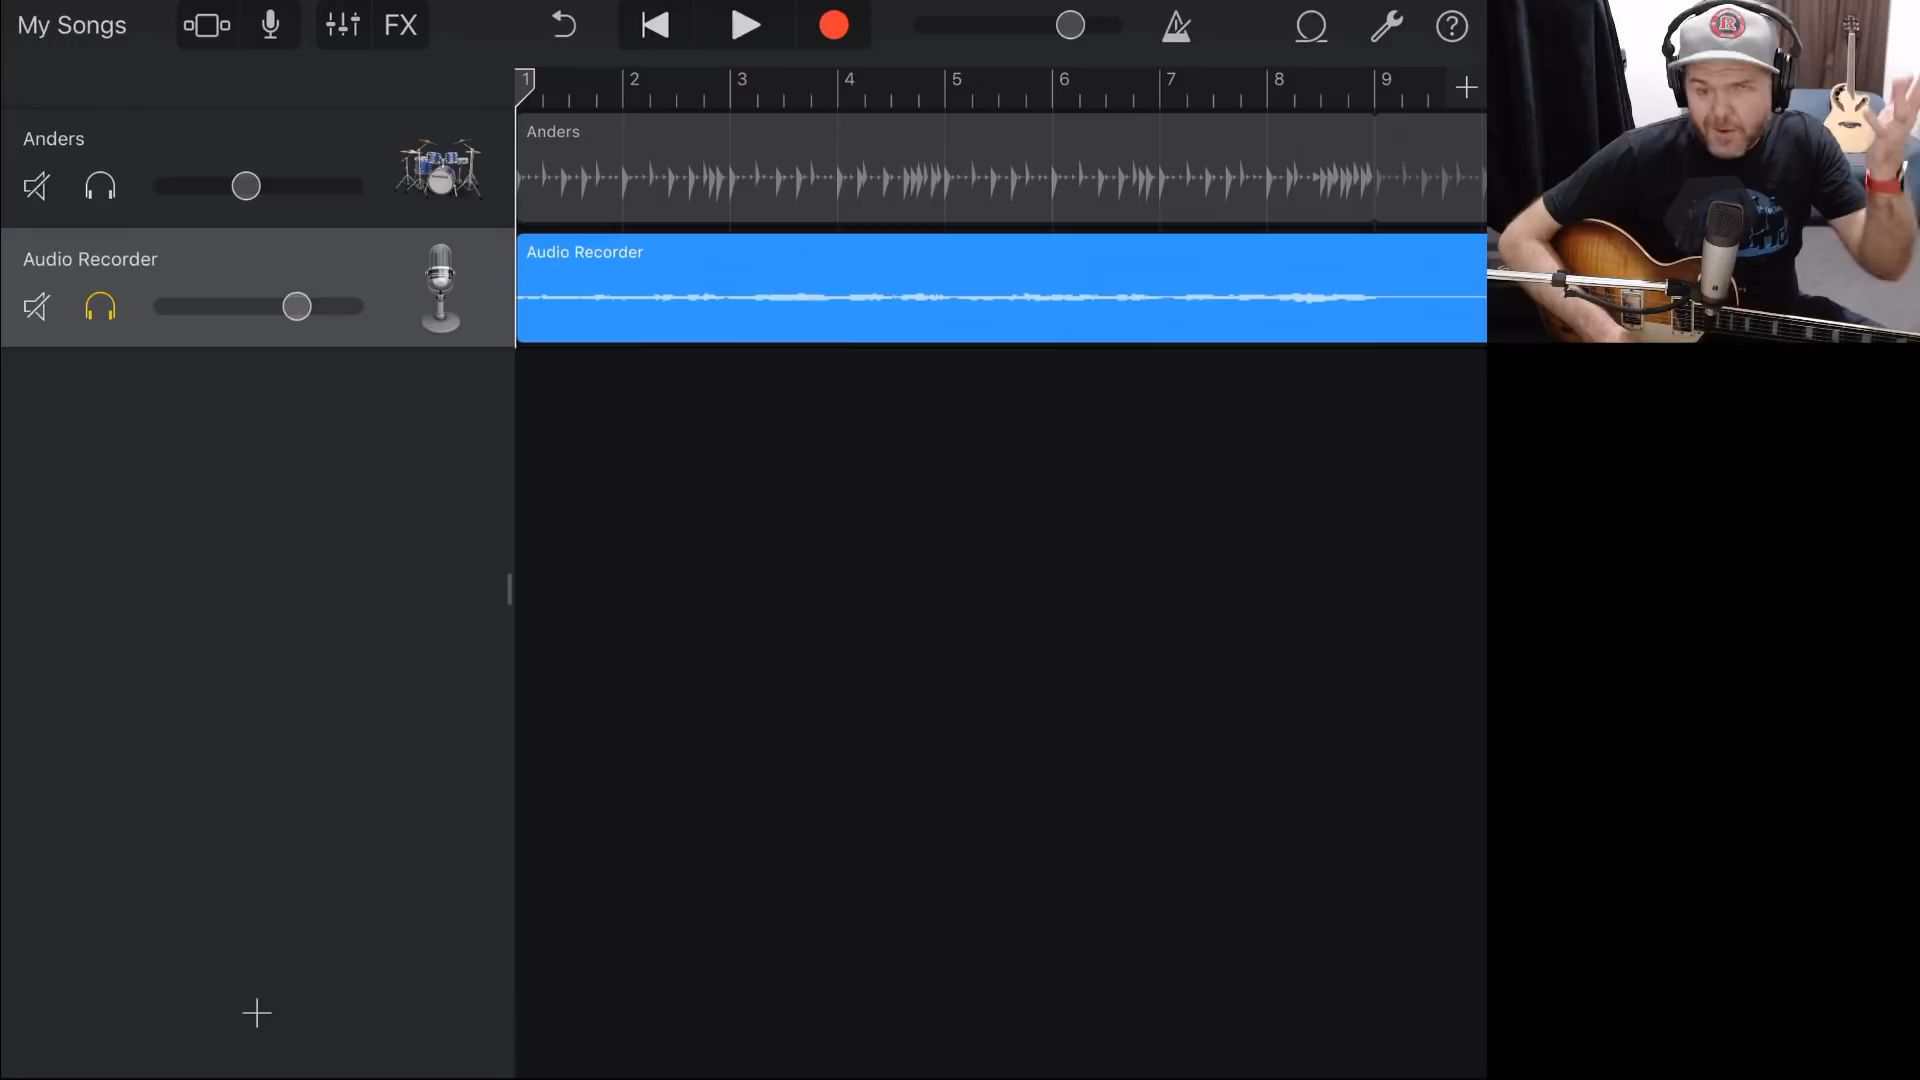 My Songs
FX
1 2 3 4 5 6 7 8 9
Anders
Anders
Audio Recorder
Audio Recorder
R